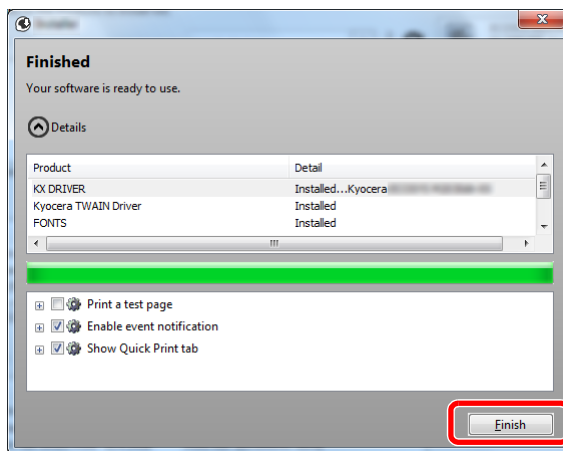 Finished
Your software is ready to use.
Details
Product Detail
KX DRIVER Installed...Kyocera
Kyocera TWAIN Driver Installed
FONTS Installed
Print a test page
Enable event notification
Show Quick Print tab
Finish